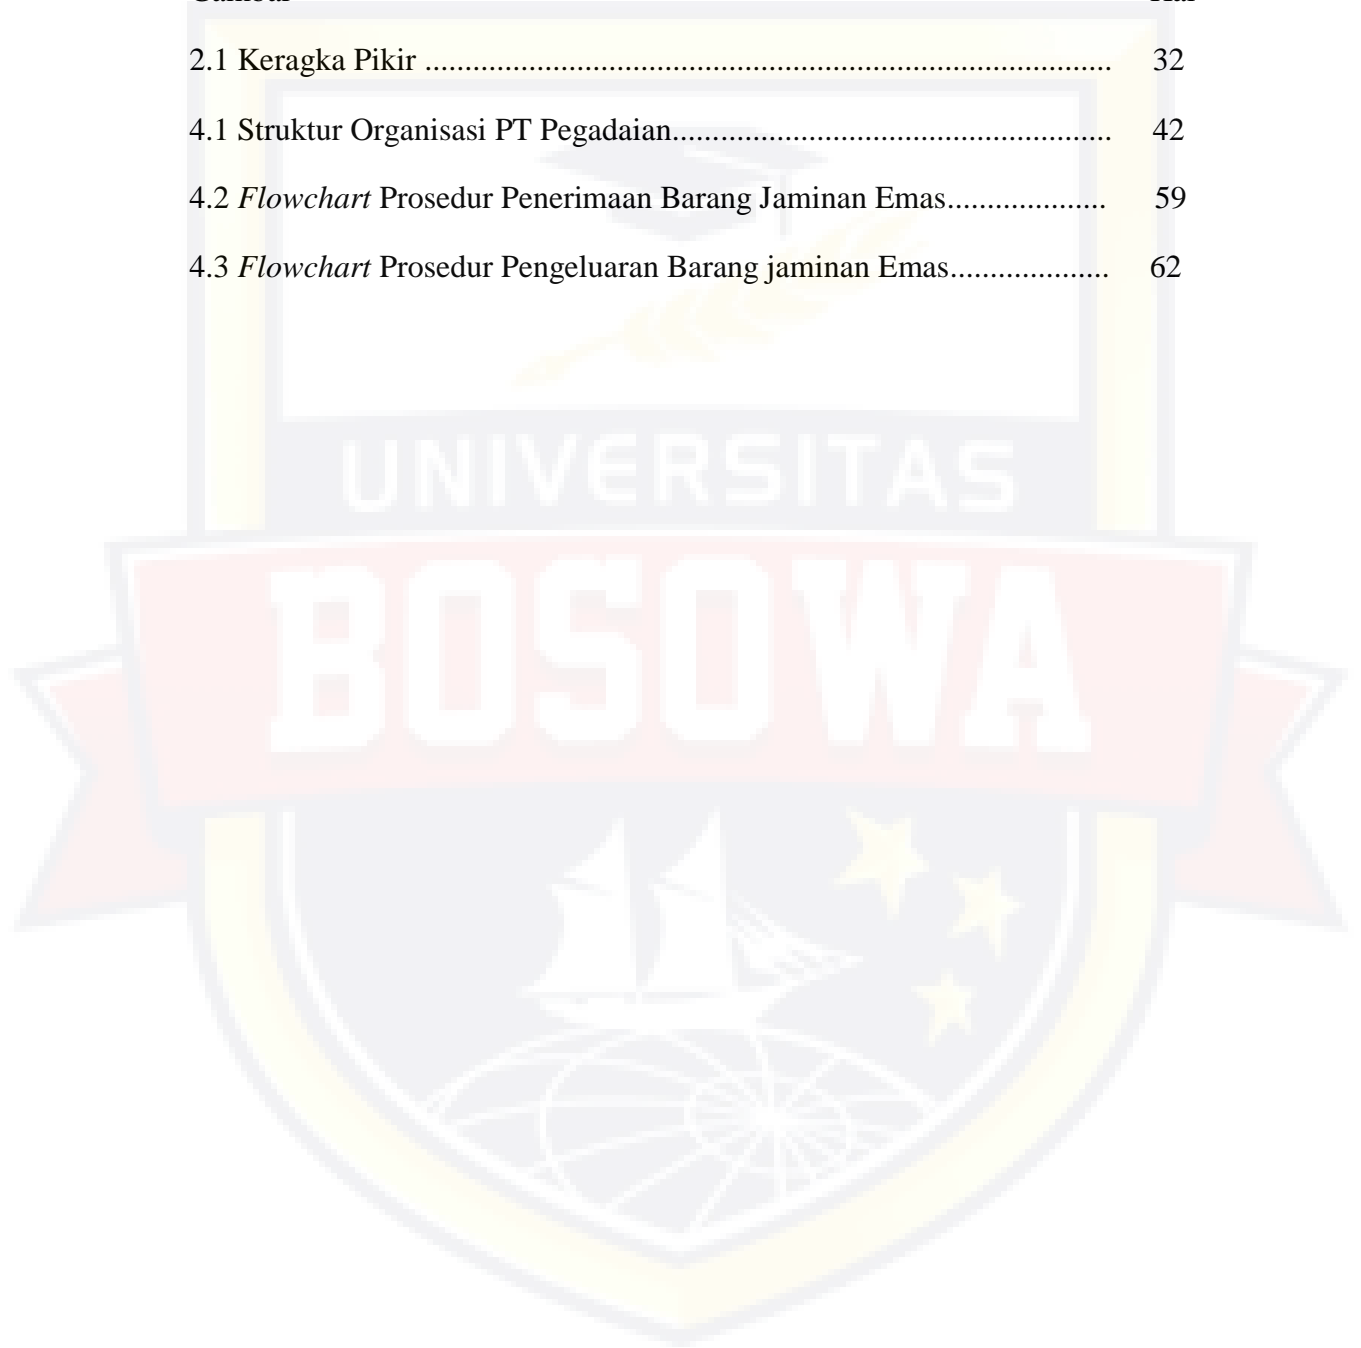 2.1 Keragka Pikir ...................................................................................... 32
4.1 Struktur Organisasi PT Pegadaian....................................................... 42
4.2 Flowchart Prosedur Penerimaan Barang Jaminan Emas.................... 59
4.3 Flowchart Prosedur Pengeluaran Barang jaminan Emas.................... 62
UNIVERSITAS
BOSOWA